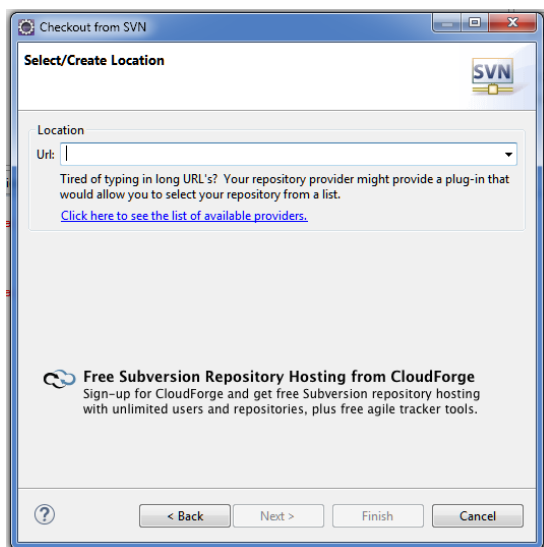 Checkout from SVN
Select/Create Location
SVN
Location
Url:
Tired of typing in long URL's? Your repository provider might provide a plug-in that
would allow you to select your repository from a list.
Click here to see the list of available providers.
Free Subversion Repository Hosting from CloudForge
Sign-up for CloudForge and get free Subversion repository hosting
with unlimited users and repositories, plus free agile tracker tools.
? < Back Next > Finish Cancel